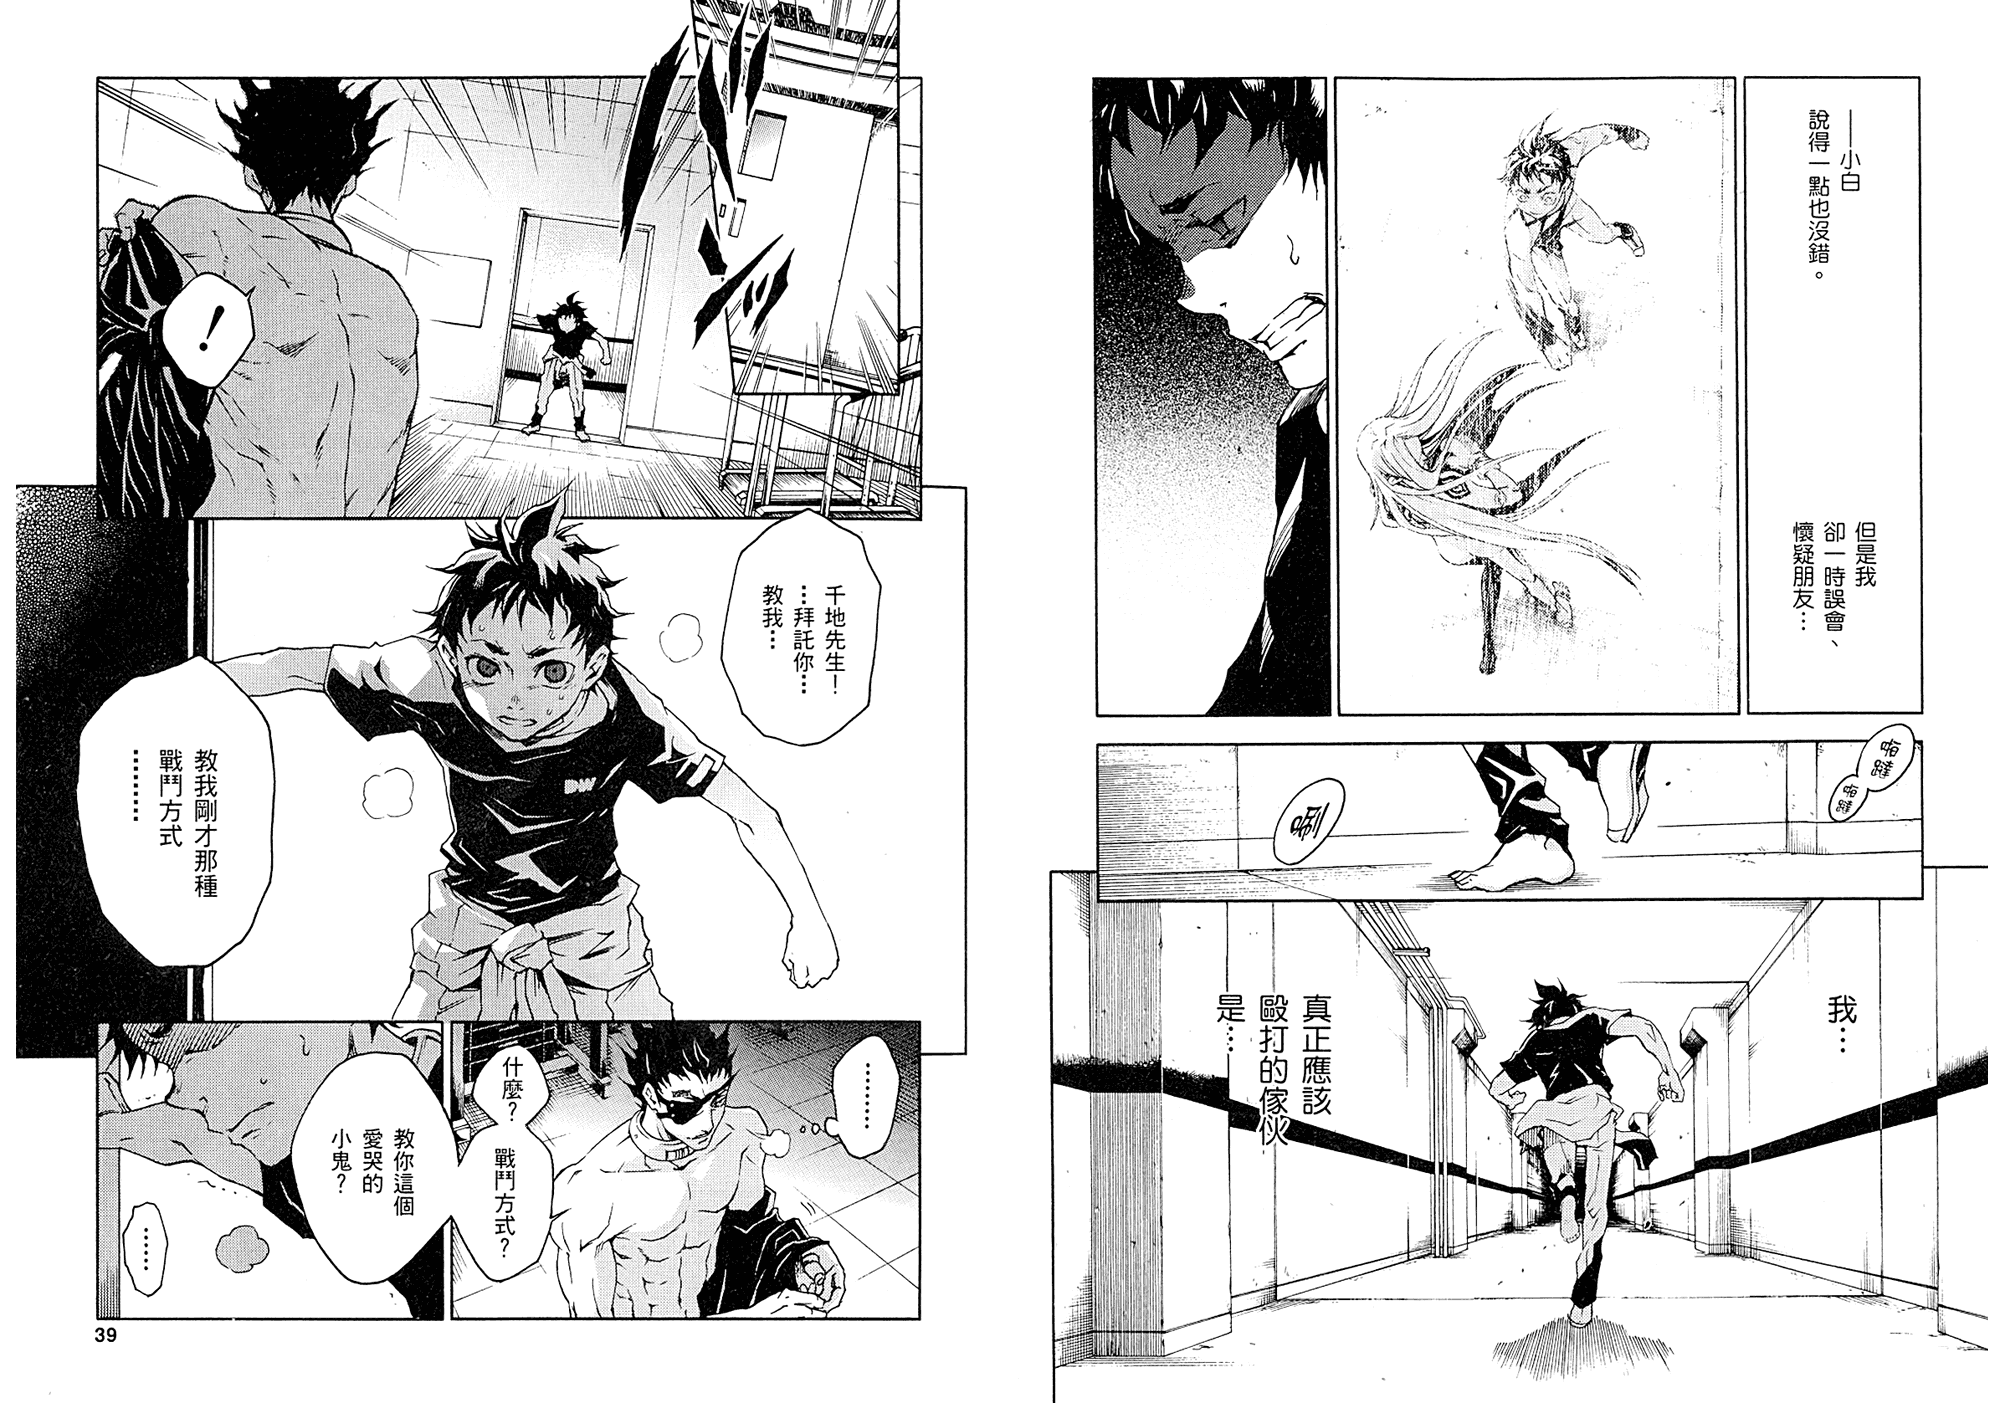 ——小白
說得一點也沒錯。
但是我
卻一時誤會、
懷疑朋友…
啪躂
啪躂
唰
我…
真正應該
毆打的傢伙
是…
!
千地先生!
…拜託你…
教我…
DW
教我剛才那種
戰鬥方式
………
………
什麼?
戰鬥方式?
教你這個
愛哭的
小鬼?
……
39